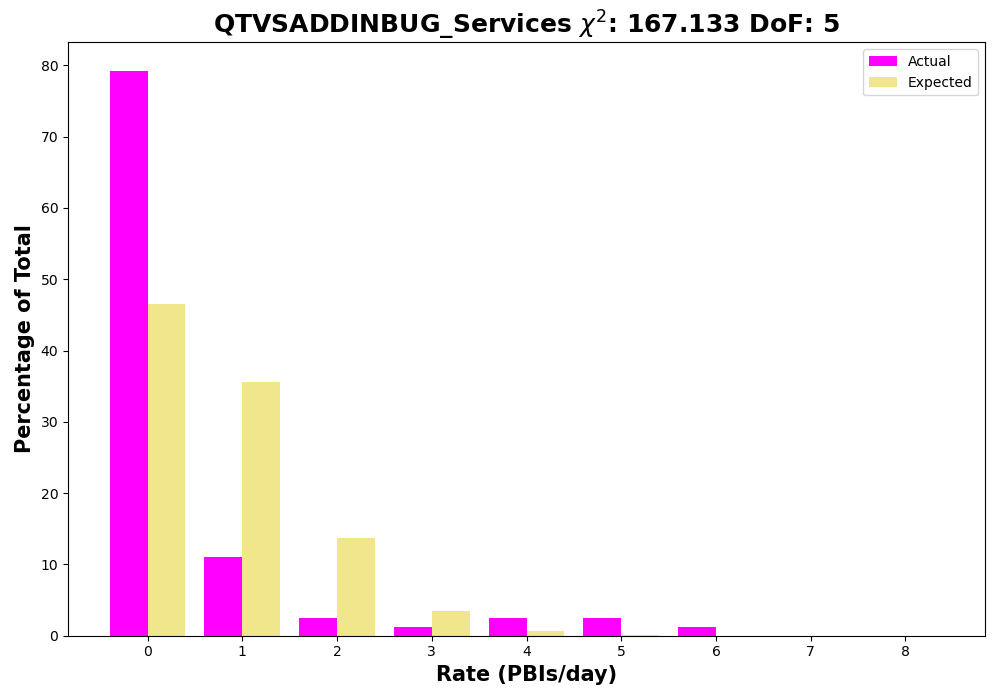 QTVSADDINBUG_Services χ²: 167.133 DoF: 5
Actual
Expected
Percentage of Total
80
70
60
50
40
30
20
10
0
0 1 2 3 4 5 6 7 8
Rate (PBIs/day)